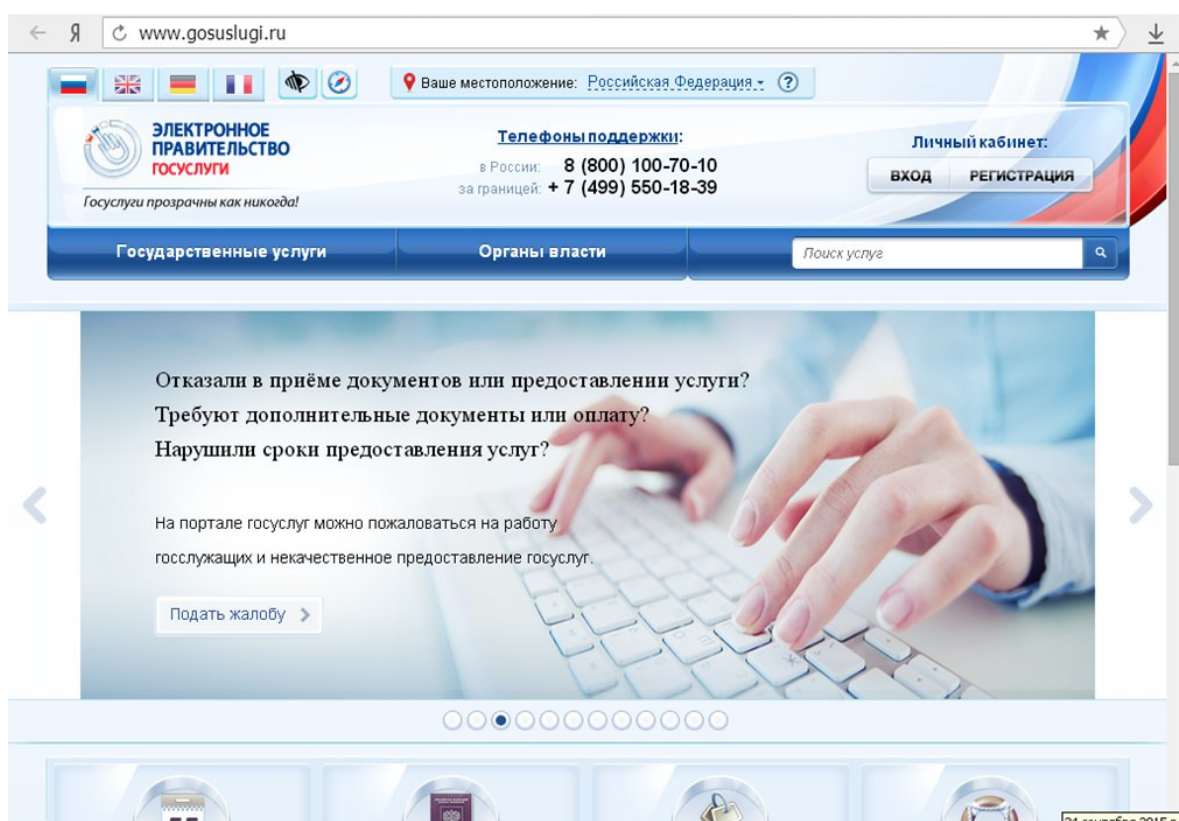 Я www.gosuslugi.ru
Ваше местоположение: Российская Федерация ?
ЭЛЕКТРОННОЕ
ПРАВИТЕЛЬСТВО
ГОСУСЛУГИ
Госуслуги прозрачны как никогда!
Телефоны поддержки:
в России: 8 (800) 100-70-10
за границей: + 7 (499) 550-18-39
Личный кабинет:
ВХОД РЕГИСТРАЦИЯ
Государственные услуги Органы власти Поиск услуг
Отказали в приёме документов или предоставлении услуги?
Требуют дополнительные документы или оплату?
Нарушили сроки предоставления услуг?
На портале госуслуг можно пожаловаться на работу
госслужащих и некачественное предоставление госуслуг.
Подать жалобу